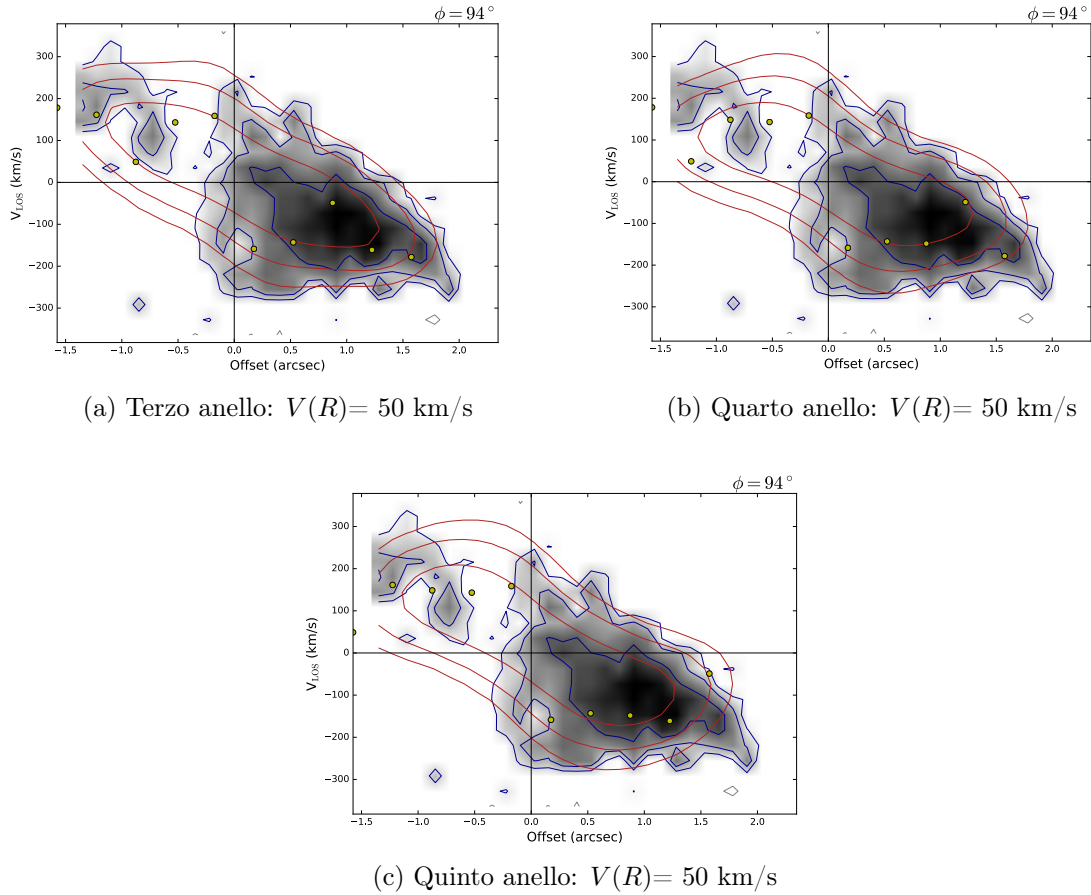 φ = 94°
φ = 94°
300
200
100
0
−100
−200
−300
V_LOS (km/s)
−1.5 −1.0 −0.5 0.0 0.5 1.0 1.5 2.0
Offset (arcsec)
300
200
100
0
−100
−200
−300
V_LOS (km/s)
−1.5 −1.0 −0.5 0.0 0.5 1.0 1.5 2.0
Offset (arcsec)
(a) Terzo anello: V(R)= 50 km/s
(b) Quarto anello: V(R)= 50 km/s
φ = 94°
300
200
100
0
−100
−200
−300
V_LOS (km/s)
−1.5 −1.0 −0.5 0.0 0.5 1.0 1.5 2.0
Offset (arcsec)
(c) Quinto anello: V(R)= 50 km/s